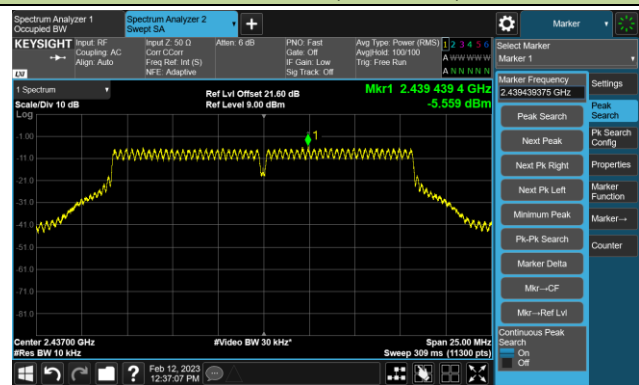 Spectrum Analyzer 1
Occupied BW
Spectrum Analyzer 2
Swept SA
Marker
KEYSIGHT
Input: RF
Coupling: AC
Align: Auto
Input Z: 50 Ω
Corr CCorr
Freq Ref: Int (S)
NFE: Adaptive
Atten: 6 dB
PNO: Fast
Gate: Off
IF Gain: Low
Sig Track: Off
Avg Type: Power (RMS)
Avg|Hold: 100/100
Trig: Free Run
1 2 3 4 5 6
A W W W W W
A N N N N N
LXI
Select Marker
Marker 1
1 Spectrum
Scale/Div 10 dB
Log
Ref Lvl Offset 21.60 dB
Ref Level 9.00 dBm
Mkr1 2.439 439 4 GHz
-5.559 dBm
-1.00
-11.0
-21.0
-31.0
-41.0
-51.0
-61.0
-71.0
-81.0
1
Center 2.43700 GHz
#Res BW 10 kHz
#Video BW 30 kHz*
Span 25.00 MHz
Sweep 309 ms (11300 pts)
Marker Frequency
2.439439375 GHz
Peak Search
Next Peak
Next Pk Right
Next Pk Left
Minimum Peak
Pk-Pk Search
Marker Delta
Mkr→CF
Mkr→Ref Lvl
Continuous Peak
Search
On
Off
Settings
Peak
Search
Pk Search
Config
Properties
Marker
Function
Marker→
Counter
?
Feb 12, 2023
12:37:07 PM